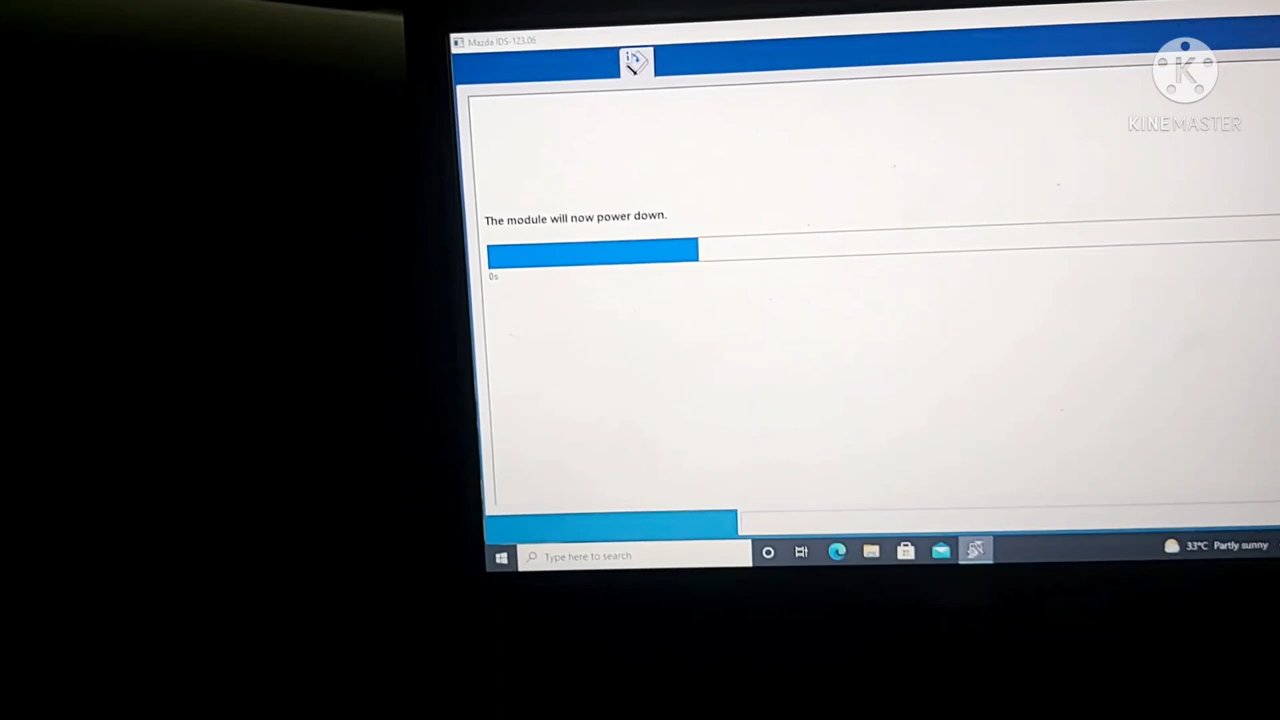 Mazda IDS-123.06
KINEMASTER
The module will now power down.
0s
Type here to search
33°C Partly sunny